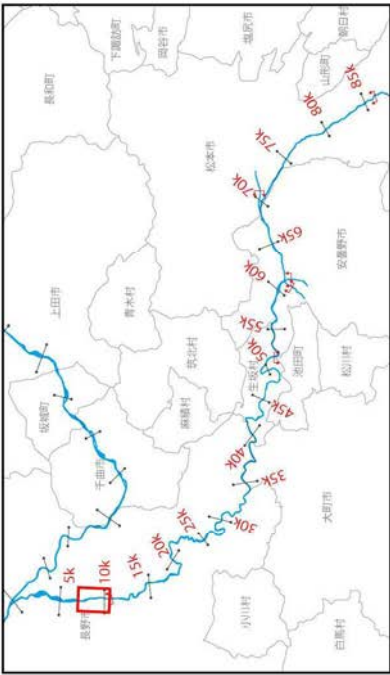 長和町
下諏訪町
岡谷市
塩尻市
朝日村
山形村
85k
80k
75k
松本市
70k
65k
60k
安曇野市
上田市
青木村
筑北村
麻績村
坂城町
千曲市
55k
50k
生坂村
池田町
松川村
45k
40k
35k
30k
25k
20k
15k
10k
5k
長野市
大町市
小川村
白馬村